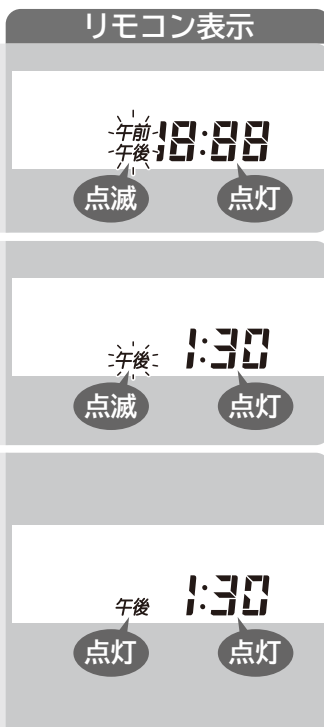 リモコン表示
午前 18:88
午後
点滅 点灯
午後 1:30
点滅 点灯
午後 1:30
点灯 点灯